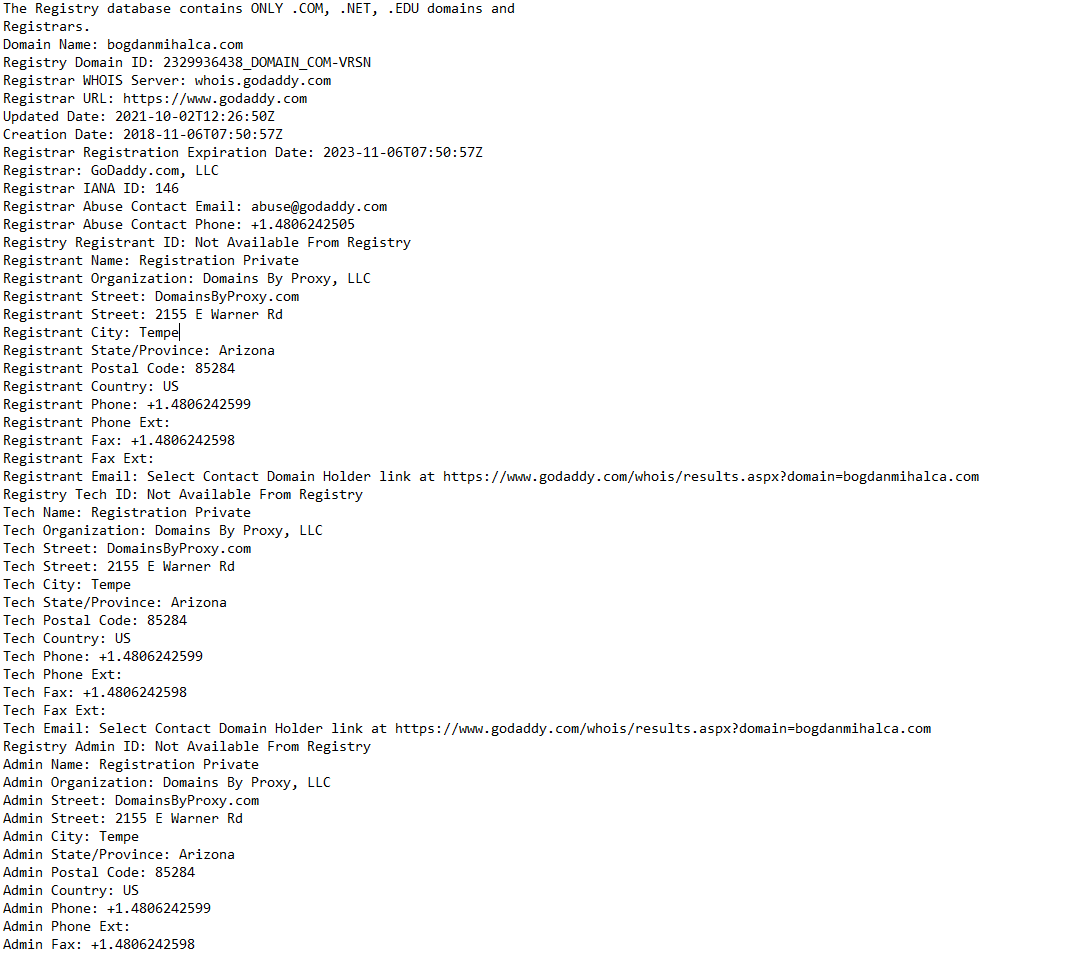 The Registry database contains ONLY .COM, .NET, .EDU domains and
Registrars.
Domain Name: bogdanmihalca.com
Registry Domain ID: 2329936438_DOMAIN_COM-VRSN
Registrar WHOIS Server: whois.godaddy.com
Registrar URL: https://www.godaddy.com
Updated Date: 2021-10-02T12:26:50Z
Creation Date: 2018-11-06T07:50:57Z
Registrar Registration Expiration Date: 2023-11-06T07:50:57Z
Registrar: GoDaddy.com, LLC
Registrar IANA ID: 146
Registrar Abuse Contact Email: abuse@godaddy.com
Registrar Abuse Contact Phone: +1.4806242505
Registry Registrant ID: Not Available From Registry
Registrant Name: Registration Private
Registrant Organization: Domains By Proxy, LLC
Registrant Street: DomainsByProxy.com
Registrant Street: 2155 E Warner Rd
Registrant City: Tempe
Registrant State/Province: Arizona
Registrant Postal Code: 85284
Registrant Country: US
Registrant Phone: +1.4806242599
Registrant Phone Ext:
Registrant Fax: +1.4806242598
Registrant Fax Ext:
Registrant Email: Select Contact Domain Holder link at https://www.godaddy.com/whois/results.aspx?domain=bogdanmihalca.com
Registry Tech ID: Not Available From Registry
Tech Name: Registration Private
Tech Organization: Domains By Proxy, LLC
Tech Street: DomainsByProxy.com
Tech Street: 2155 E Warner Rd
Tech City: Tempe
Tech State/Province: Arizona
Tech Postal Code: 85284
Tech Country: US
Tech Phone: +1.4806242599
Tech Phone Ext:
Tech Fax: +1.4806242598
Tech Fax Ext:
Tech Email: Select Contact Domain Holder link at https://www.godaddy.com/whois/results.aspx?domain=bogdanmihalca.com
Registry Admin ID: Not Available From Registry
Admin Name: Registration Private
Admin Organization: Domains By Proxy, LLC
Admin Street: DomainsByProxy.com
Admin Street: 2155 E Warner Rd
Admin City: Tempe
Admin State/Province: Arizona
Admin Postal Code: 85284
Admin Country: US
Admin Phone: +1.4806242599
Admin Phone Ext:
Admin Fax: +1.4806242598